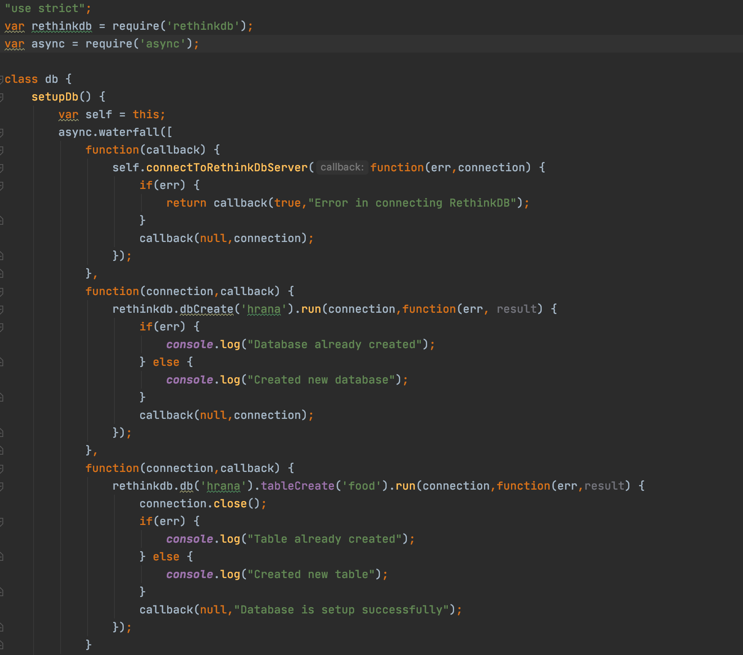 "use strict";
var rethinkdb = require('rethinkdb');
var async = require('async');
class db {
setupDb() {
var self = this;
async.waterfall([
function(callback) {
self.connectToRethinkDbServer( callback: function(err,connection) {
if(err) {
return callback(true,"Error in connecting RethinkDB");
}
callback(null,connection);
});
},
function(connection,callback) {
rethinkdb.dbCreate('hrana').run(connection,function(err, result) {
if(err) {
console.log("Database already created");
} else {
console.log("Created new database");
}
callback(null,connection);
});
},
function(connection,callback) {
rethinkdb.db('hrana').tableCreate('food').run(connection,function(err,result) {
connection.close();
if(err) {
console.log("Table already created");
} else {
console.log("Created new table");
}
callback(null,"Database is setup successfully");
});
}